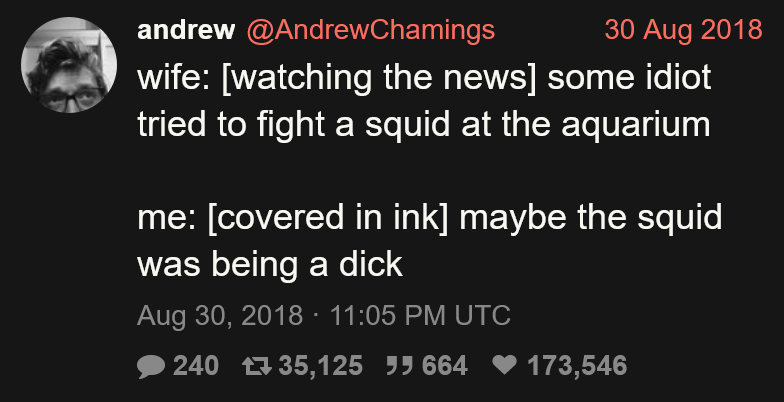 andrew @AndrewChamings 30 Aug 2018
wife: [watching the news] some idiot
tried to fight a squid at the aquarium
me: [covered in ink] maybe the squid
was being a dick
Aug 30, 2018 · 11:05 PM UTC
240 35,125 664 173,546